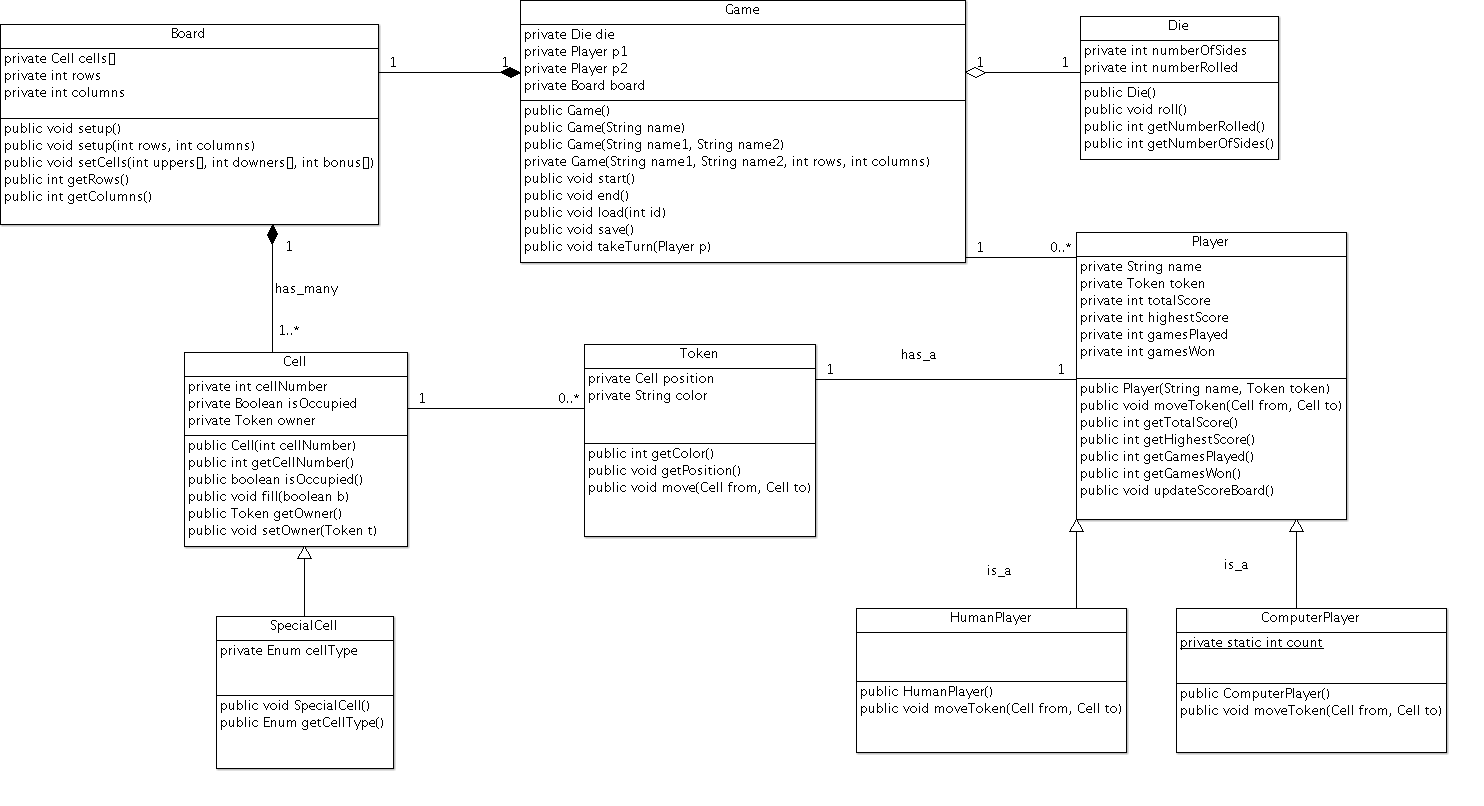 Board
private Cell cells[]
private int rows
private int columns
public void setup()
public void setup(int rows, int columns)
public void setCells(int uppers[], int downers[], int bonus[])
public int getRows()
public int getColumns()
1
1
Game
private Die die
private Player p1
private Player p2
private Board board
public Game()
public Game(String name)
public Game(String name1, String name2)
private Game(String name1, String name2, int rows, int columns)
public void start()
public void end()
public void load(int id)
public void save()
public void takeTurn(Player p)
1
1
Die
private int numberOfSides
private int numberRolled
public Die()
public void roll()
public int getNumberRolled()
public int getNumberOfSides()
1
0..*
Player
private String name
private Token token
private int totalScore
private int highestScore
private int gamesPlayed
private int gamesWon
public Player(String name, Token token)
public void moveToken(Cell from, Cell to)
public int getTotalScore()
public int getHighestScore()
public int getGamesPlayed()
public int getGamesWon()
public void updateScoreBoard()
1
has_many
1..*
Cell
private int cellNumber
private Boolean isOccupied
private Token owner
public Cell(int cellNumber)
public int getCellNumber()
public boolean isOccupied()
public void fill(boolean b)
public Token getOwner()
public void setOwner(Token t)
1
0..*
Token
private Cell position
private String color
public int getColor()
public void getPosition()
public void move(Cell from, Cell to)
1
has_a
1
SpecialCell
private Enum cellType
public void SpecialCell()
public Enum getCellType()
is_a
is_a
HumanPlayer
public HumanPlayer()
public void moveToken(Cell from, Cell to)
ComputerPlayer
private static int count
public ComputerPlayer()
public void moveToken(Cell from, Cell to)